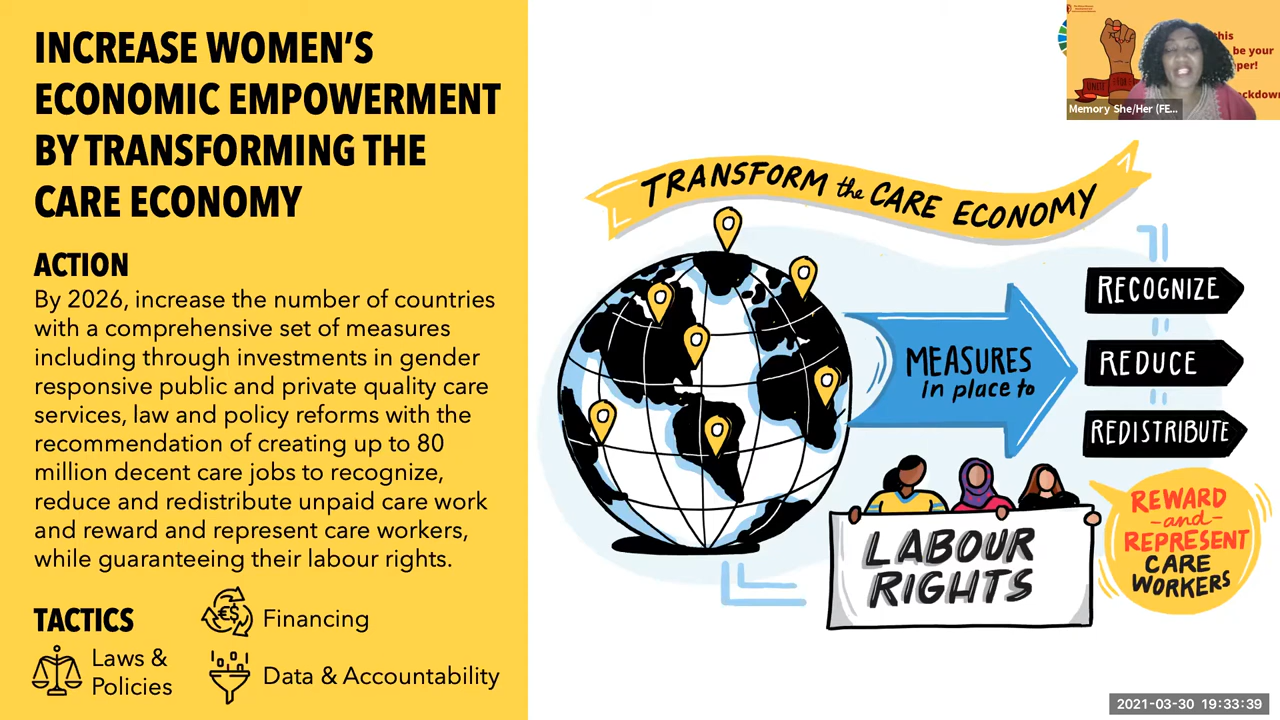 INCREASE WOMEN'S
ECONOMIC EMPOWERMENT
BY TRANSFORMING THE
CARE ECONOMY
ACTION
By 2026, increase the number of countries
with a comprehensive set of measures
including through investments in gender
responsive public and private quality care
services, law and policy reforms with the
recommendation of creating up to 80
million decent care jobs to recognize,
reduce and redistribute unpaid care work
and reward and represent care workers,
while guaranteeing their labour rights.
TACTICS
Financing
Laws &
Policies
Data & Accountability
TRANSFORM the CARE ECONOMY
MEASURES
in place to
RECOGNIZE
REDUCE
REDISTRIBUTE
LABOUR
RIGHTS
REWARD
-and-
REPRESENT
CARE
WORKERS
this
be your
Memory She/Her (FE...
2021-03-30 19:33:39